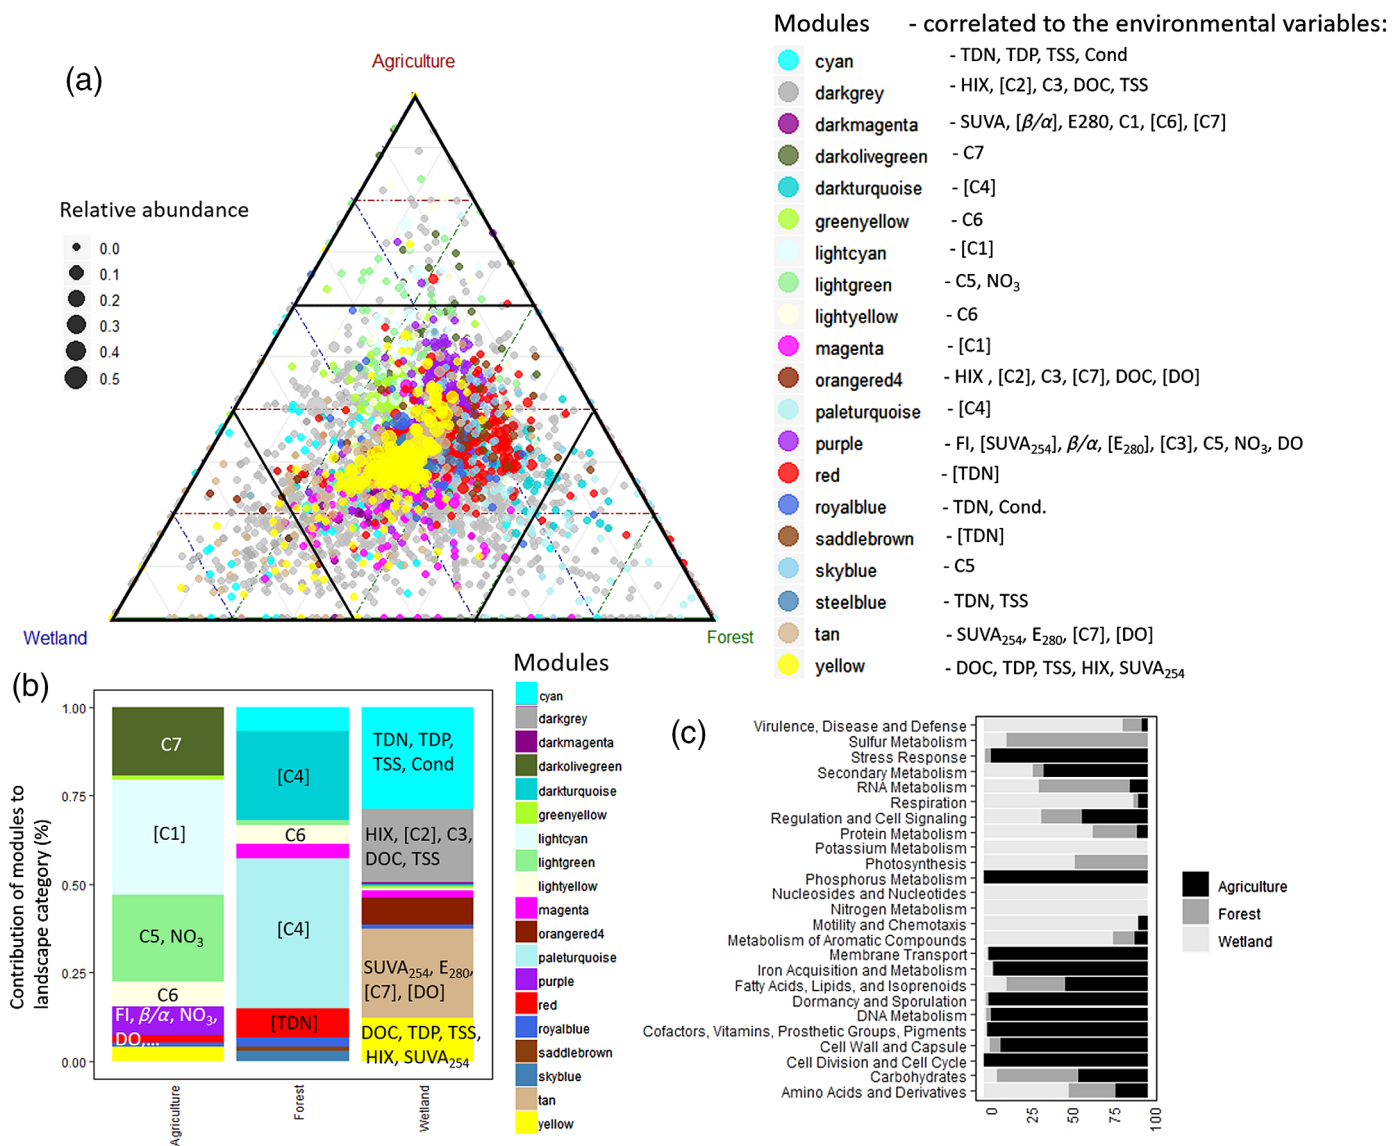 (a)
Agriculture
Wetland
Forest
Relative abundance
0.0
0.1
0.2
0.3
0.4
0.5
Modules - correlated to the environmental variables:
cyan - TDN, TDP, TSS, Cond
darkgrey - HIX, [C2], C3, DOC, TSS
darkmagenta - SUVA, [β/α], E280, C1, [C6], [C7]
darkolivegreen - C7
darkturquoise - [C4]
greenyellow - C6
lightcyan - [C1]
lightgreen - C5, NO₃
lightyellow - C6
magenta - [C1]
orangered4 - HIX , [C2], C3, [C7], DOC, [DO]
paleturquoise - [C4]
purple - FI, [SUVA₂₅₄], β/α, [E₂₈₀], [C3], C5, NO₃, DO
red - [TDN]
royalblue - TDN, Cond.
saddlebrown - [TDN]
skyblue - C5
steelblue - TDN, TSS
tan - SUVA₂₅₄, E₂₈₀, [C7], [DO]
yellow - DOC, TDP, TSS, HIX, SUVA₂₅₄
(b)
Contribution of modules to
landscape category (%)
1.00
0.75
0.50
0.25
0.00
C7
[C1]
C5, NO₃
C6
FI, β/α, NO₃,
DO,...
[C4]
C6
[C4]
[TDN]
TDN, TDP,
TSS, Cond
HIX, [C2], C3,
DOC, TSS
SUVA₂₅₄, E₂₈₀,
[C7], [DO]
DOC, TDP, TSS,
HIX, SUVA₂₅₄
Agriculture
Forest
Wetland
Modules
cyan
darkgrey
darkmagenta
darkolivegreen
darkturquoise
greenyellow
lightcyan
lightgreen
lightyellow
magenta
orangered4
paleturquoise
purple
red
royalblue
saddlebrown
skyblue
tan
yellow
(c)
Virulence, Disease and Defense
Sulfur Metabolism
Stress Response
Secondary Metabolism
RNA Metabolism
Respiration
Regulation and Cell Signaling
Protein Metabolism
Potassium Metabolism
Photosynthesis
Phosphorus Metabolism
Nucleosides and Nucleotides
Nitrogen Metabolism
Motility and Chemotaxis
Metabolism of Aromatic Compounds
Membrane Transport
Iron Acquisition and Metabolism
Fatty Acids, Lipids, and Isoprenoids
Dormancy and Sporulation
DNA Metabolism
Cofactors, Vitamins, Prosthetic Groups, Pigments
Cell Wall and Capsule
Cell Division and Cell Cycle
Carbohydrates
Amino Acids and Derivatives
0
25
50
75
100
Agriculture
Forest
Wetland